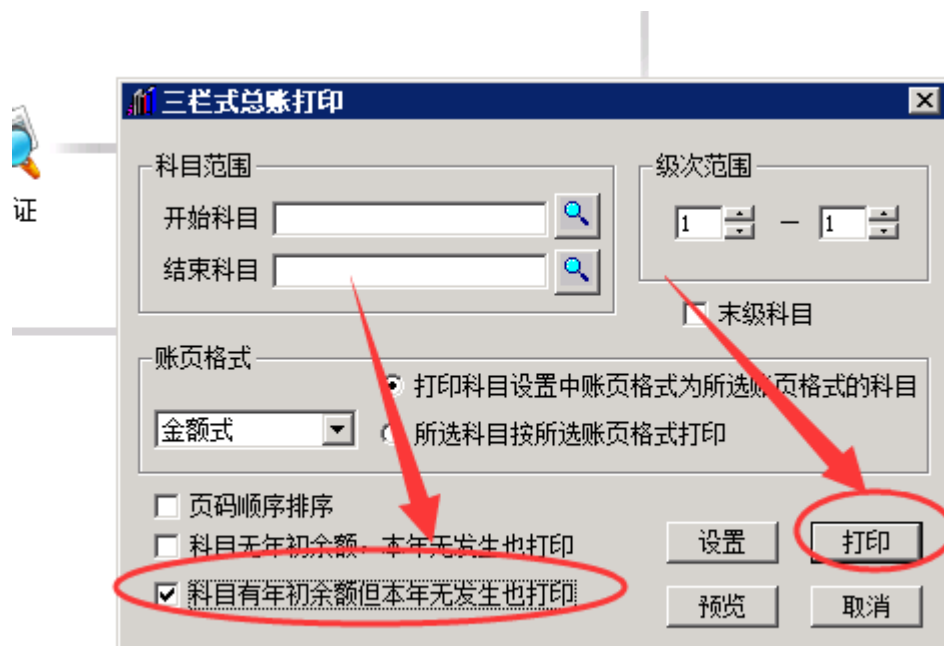 三栏式总账打印
证
科目范围
开始科目
结束科目
级次范围
1 — 1
末级科目
账页格式
金额式
打印科目设置中账页格式为所选账页格式的科目
所选科目按所选账页格式打印
页码顺序排序
科目无年初余额，本年无发生也打印
科目有年初余额但本年无发生也打印
设置
打印
预览
取消